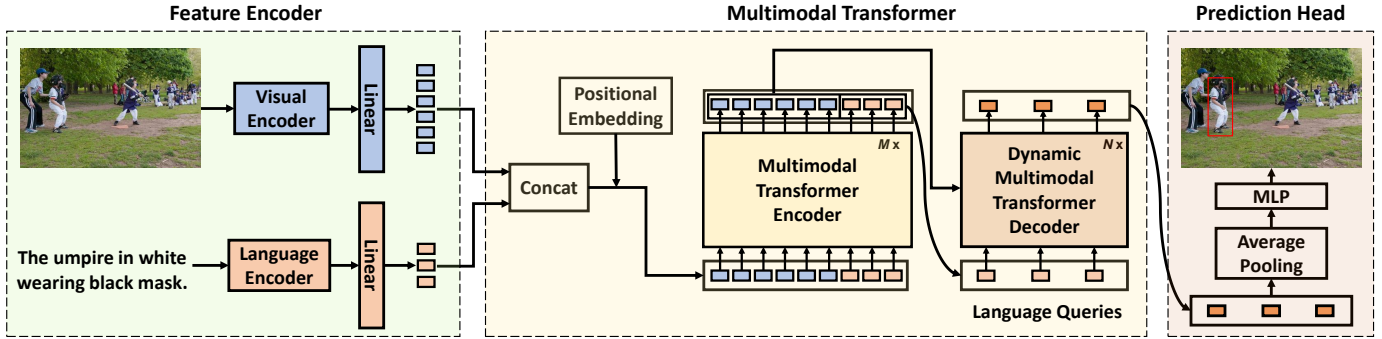 Feature Encoder
Visual
Encoder
Linear
The umpire in white
wearing black mask.
Language
Encoder
Linear
Multimodal Transformer
Concat
Positional
Embedding
M x
Multimodal
Transformer
Encoder
N x
Dynamic
Multimodal
Transformer
Decoder
Language Queries
Prediction Head
MLP
Average
Pooling